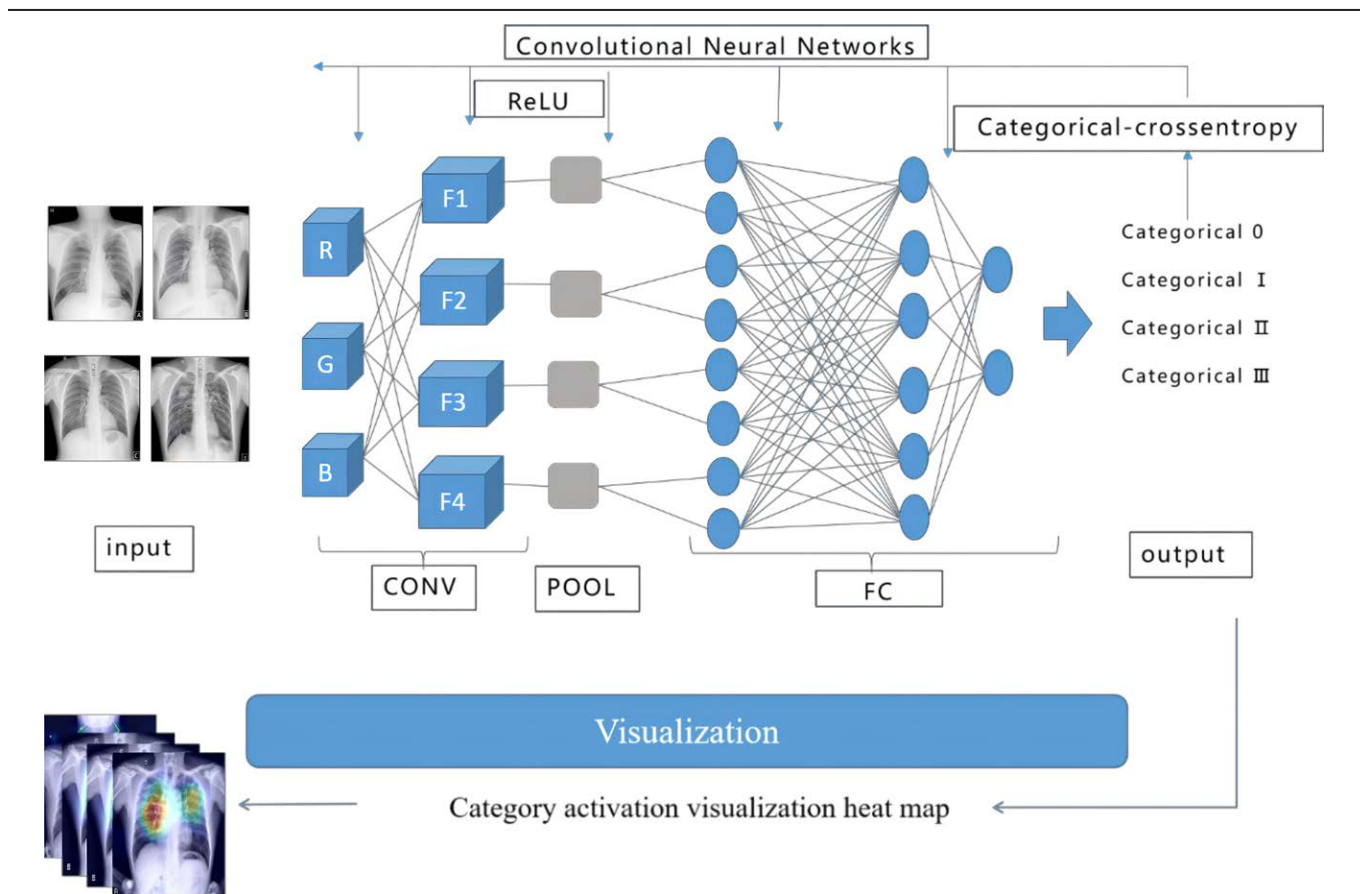 Convolutional Neural Networks
ReLU
Categorical-crossentropy
R
G
B
F1
F2
F3
F4
Categorical 0
Categorical Ⅰ
Categorical Ⅱ
Categorical Ⅲ
A
B
C
input
CONV
POOL
FC
output
Visualization
Category activation visualization heat map